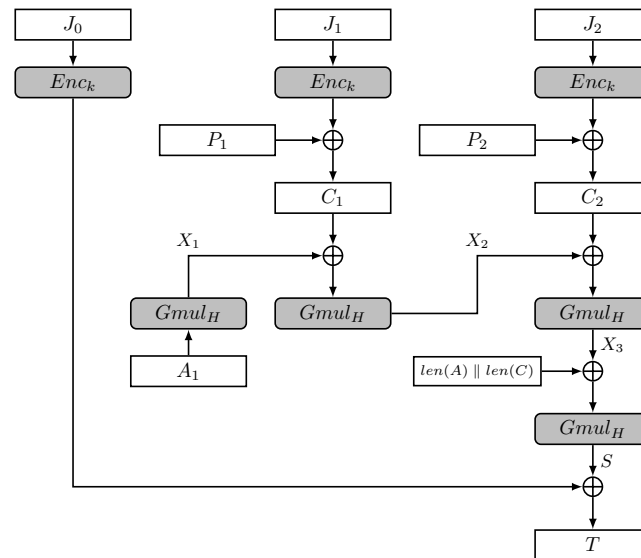 J₀ J₁ J₂
Encₖ Encₖ Encₖ
P₁ P₂
C₁ C₂
X₁ X₂
Gmul_H Gmul_H Gmul_H
X₃
A₁ len(A) ∥ len(C)
Gmul_H
S
T